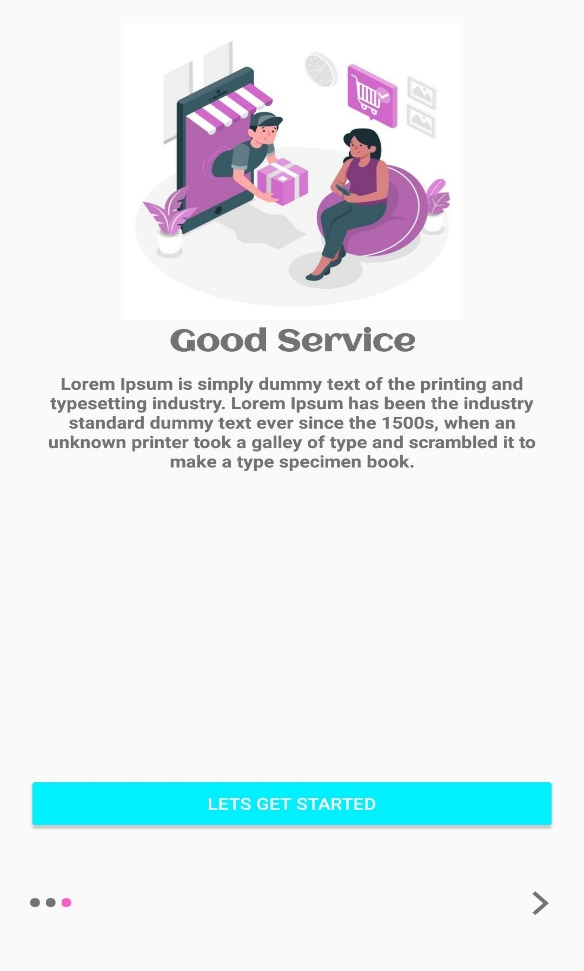 Good Service
Lorem Ipsum is simply dummy text of the printing and
typesetting industry. Lorem Ipsum has been the industry
standard dummy text ever since the 1500s, when an
unknown printer took a galley of type and scrambled it to
make a type specimen book.
LETS GET STARTED